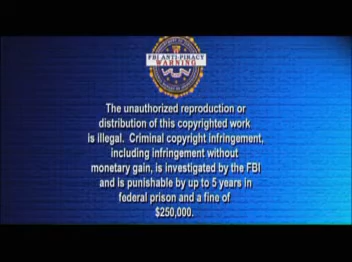 FBI ANTI-PIRACY
WARNING
The unauthorized reproduction or
distribution of this copyrighted work
is illegal. Criminal copyright infringement,
including infringement without
monetary gain, is investigated by the FBI
and is punishable by up to 5 years in
federal prison and a fine of
$250,000.